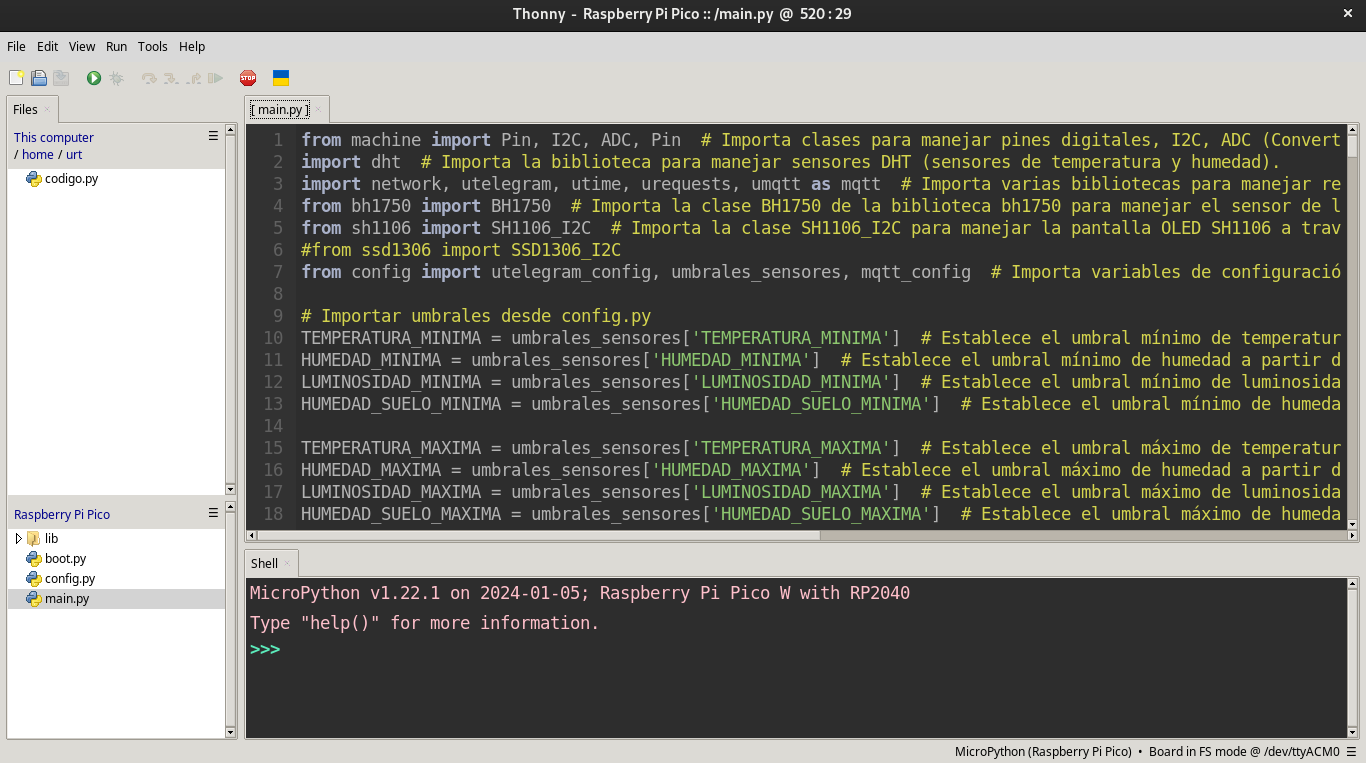 Thonny - Raspberry Pi Pico :: /main.py @ 520 : 29
File Edit View Run Tools Help
STOP
Files
This computer
/ home / urt
codigo.py
Raspberry Pi Pico
lib
boot.py
config.py
main.py
[ main.py ]
1 from machine import Pin, I2C, ADC, Pin  # Importa clases para manejar pines digitales, I2C, ADC (Convert
2 import dht  # Importa la biblioteca para manejar sensores DHT (sensores de temperatura y humedad).
3 import network, utelegram, utime, urequests, umqtt as mqtt  # Importa varias bibliotecas para manejar re
4 from bh1750 import BH1750  # Importa la clase BH1750 de la biblioteca bh1750 para manejar el sensor de l
5 from sh1106 import SH1106_I2C  # Importa la clase SH1106_I2C para manejar la pantalla OLED SH1106 a trav
6 #from ssd1306 import SSD1306_I2C
7 from config import utelegram_config, umbrales_sensores, mqtt_config  # Importa variables de configuració
8
9 # Importar umbrales desde config.py
10 TEMPERATURA_MINIMA = umbrales_sensores['TEMPERATURA_MINIMA']  # Establece el umbral mínimo de temperatur
11 HUMEDAD_MINIMA = umbrales_sensores['HUMEDAD_MINIMA']  # Establece el umbral mínimo de humedad a partir d
12 LUMINOSIDAD_MINIMA = umbrales_sensores['LUMINOSIDAD_MINIMA']  # Establece el umbral mínimo de luminosida
13 HUMEDAD_SUELO_MINIMA = umbrales_sensores['HUMEDAD_SUELO_MINIMA']  # Establece el umbral mínimo de humeda
14
15 TEMPERATURA_MAXIMA = umbrales_sensores['TEMPERATURA_MAXIMA']  # Establece el umbral máximo de temperatur
16 HUMEDAD_MAXIMA = umbrales_sensores['HUMEDAD_MAXIMA']  # Establece el umbral máximo de humedad a partir d
17 LUMINOSIDAD_MAXIMA = umbrales_sensores['LUMINOSIDAD_MAXIMA']  # Establece el umbral máximo de luminosida
18 HUMEDAD_SUELO_MAXIMA = umbrales_sensores['HUMEDAD_SUELO_MAXIMA']  # Establece el umbral máximo de humeda
Shell
MicroPython v1.22.1 on 2024-01-05; Raspberry Pi Pico W with RP2040
Type "help()" for more information.
>>>
MicroPython (Raspberry Pi Pico) • Board in FS mode @ /dev/ttyACM0